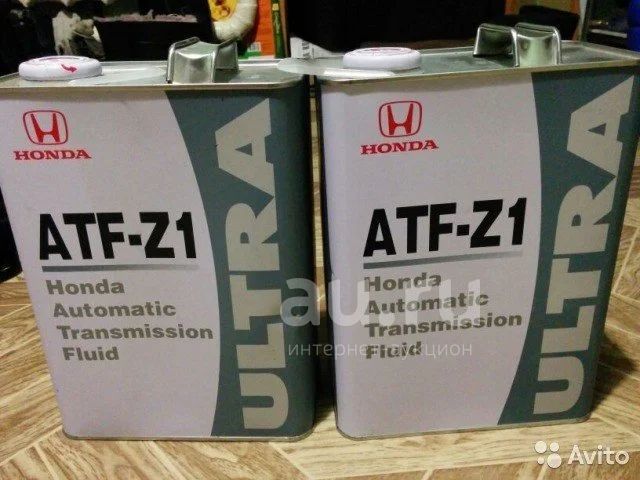 HONDA
ATF-Z1
Honda
Automatic
Transmission
Fluid
ULTRA
HONDA
ATF-Z1
Honda
Automatic
Transmission
Fluid
ULTRA
au.ru
интернет-аукцион
Avito